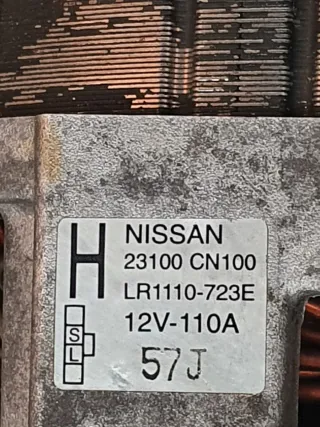 H
NISSAN
23100 CN100
LR1110-723E
12V-110A
S
L
57J